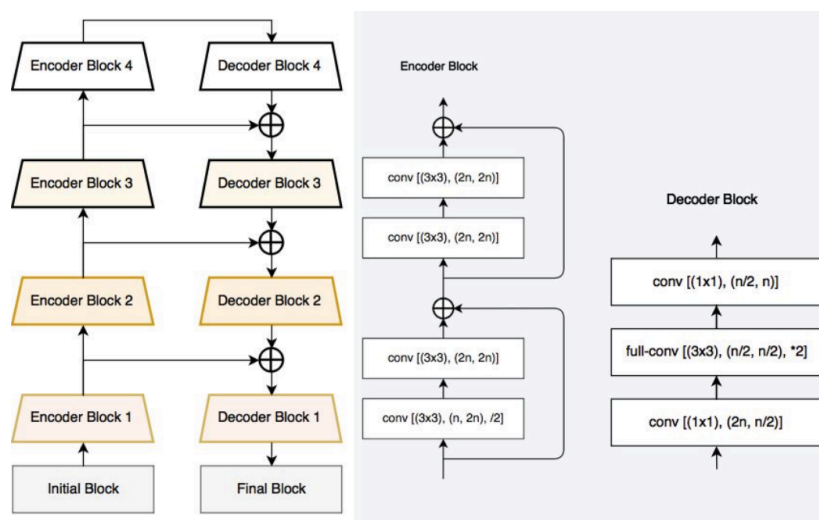 Encoder Block 4
Decoder Block 4
Encoder Block 3
Decoder Block 3
Encoder Block 2
Decoder Block 2
Encoder Block 1
Decoder Block 1
Initial Block
Final Block
Encoder Block
conv [(3x3), (2n, 2n)]
conv [(3x3), (2n, 2n)]
conv [(3x3), (2n, 2n)]
conv [(3x3), (n, 2n), /2]
Decoder Block
conv [(1x1), (n/2, n)]
full-conv [(3x3), (n/2, n/2), *2]
conv [(1x1), (2n, n/2)]